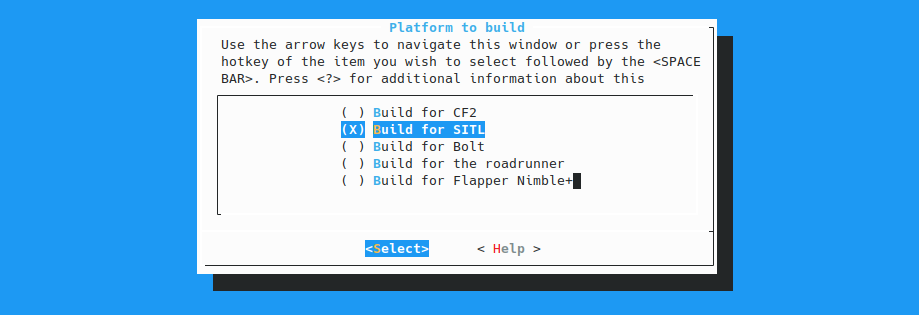 Platform to build
Use the arrow keys to navigate this window or press the
hotkey of the item you wish to select followed by the <SPACE
BAR>. Press <?> for additional information about this
( ) Build for CF2
(X) Build for SITL
( ) Build for Bolt
( ) Build for the roadrunner
( ) Build for Flapper Nimble+
<Select> < Help >